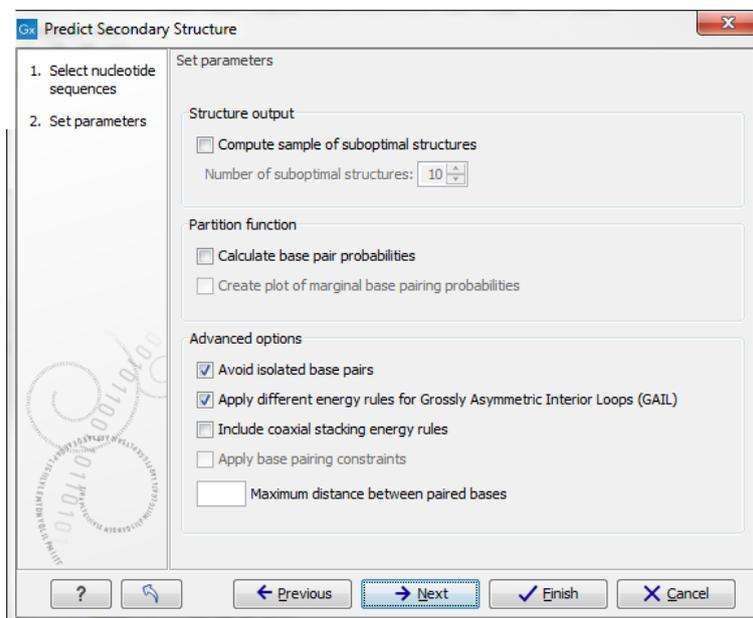 Gx Predict Secondary Structure
X
1. Select nucleotide
sequences
2. Set parameters
Set parameters
Structure output
Compute sample of suboptimal structures
Number of suboptimal structures: 10
Partition function
Calculate base pair probabilities
Create plot of marginal base pairing probabilities
Advanced options
Avoid isolated base pairs
Apply different energy rules for Grossly Asymmetric Interior Loops (GAIL)
Include coaxial stacking energy rules
Apply base pairing constraints
Maximum distance between paired bases
? Previous Next Finish Cancel